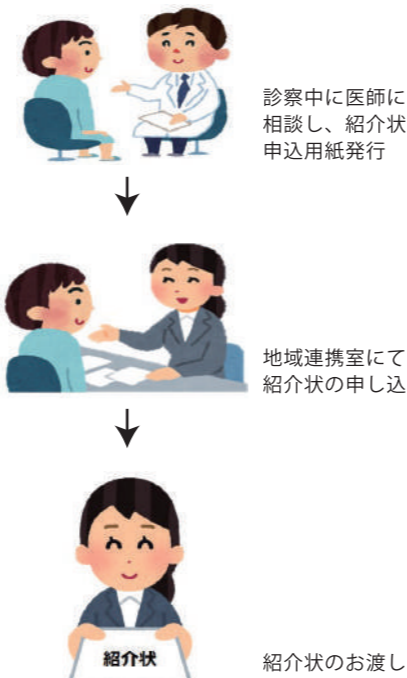 診察中に医師に
相談し、紹介状
申込用紙発行
地域連携室にて
紹介状の申し込
紹介状
紹介状のお渡し